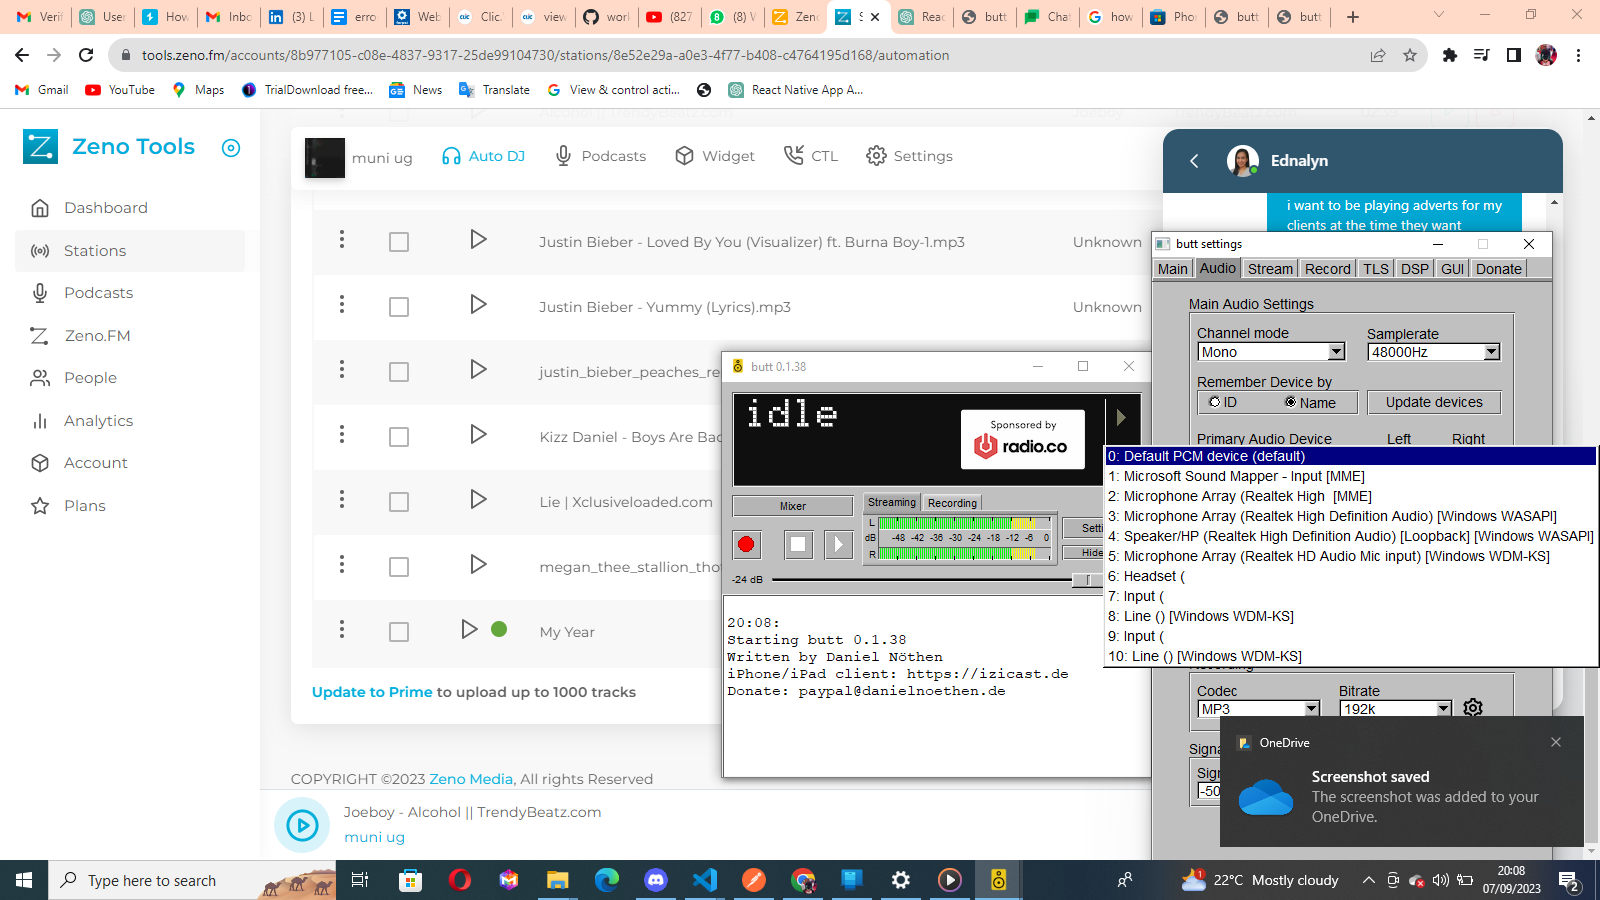 Verif
User
How
Inbo
(3) L
erro
Web
Clic.
view
worl
(827
(8) V
Zeno
S
Reac
butt
Chat
how
Phor
butt
butt
tools.zeno.fm/accounts/8b977105-c08e-4837-9317-25de99104730/stations/8e52e29a-a0e3-4f77-b408-c4764195d168/automation
Gmail
YouTube
Maps
TrialDownload free...
News
Translate
View & control acti...
React Native App A...
Zeno Tools
Dashboard
Stations
Podcasts
Zeno.FM
People
Analytics
Account
Plans
muni ug
Auto DJ
Podcasts
Widget
CTL
Settings
Justin Bieber - Loved By You (Visualizer) ft. Burna Boy-1.mp3 Unknown
Justin Bieber - Yummy (Lyrics).mp3 Unknown
justin_bieber_peaches_re
Kizz Daniel - Boys Are Bad
Lie | Xclusiveloaded.com
megan_thee_stallion_thot
My Year
Update to Prime to upload up to 1000 tracks
COPYRIGHT ©2023 Zeno Media, All rights Reserved
Joeboy - Alcohol || TrendyBeatz.com
muni ug
Ednalyn
i want to be playing adverts for my
clients at the time they want
butt 0.1.38
idle
Sponsored by
radio.co
Mixer
Streaming
Recording
L
dB -48 -42 -36 -30 -24 -18 -12 -6 0
R
Setti
Hide
-24 dB
20:08:
Starting butt 0.1.38
Written by Daniel Nöthen
iPhone/iPad client: https://izicast.de
Donate: paypal@danielnoethen.de
butt settings
Main
Audio
Stream
Record
TLS
DSP
GUI
Donate
Main Audio Settings
Channel mode
Samplerate
Mono
48000Hz
Remember Device by
ID
Name
Update devices
Primary Audio Device Left Right
0: Default PCM device (default)
1: Microsoft Sound Mapper - Input [MME]
2: Microphone Array (Realtek High  [MME]
3: Microphone Array (Realtek High Definition Audio) [Windows WASAPI]
4: Speaker/HP (Realtek High Definition Audio) [Loopback] [Windows WASAPI]
5: Microphone Array (Realtek HD Audio Mic input) [Windows WDM-KS]
6: Headset (
7: Input (
8: Line () [Windows WDM-KS]
9: Input (
10: Line () [Windows WDM-KS]
Codec
Bitrate
MP3
192k
Signa
Sign
-50
OneDrive
Screenshot saved
The screenshot was added to your
OneDrive.
Type here to search
22°C Mostly cloudy
20:08
07/09/2023
2